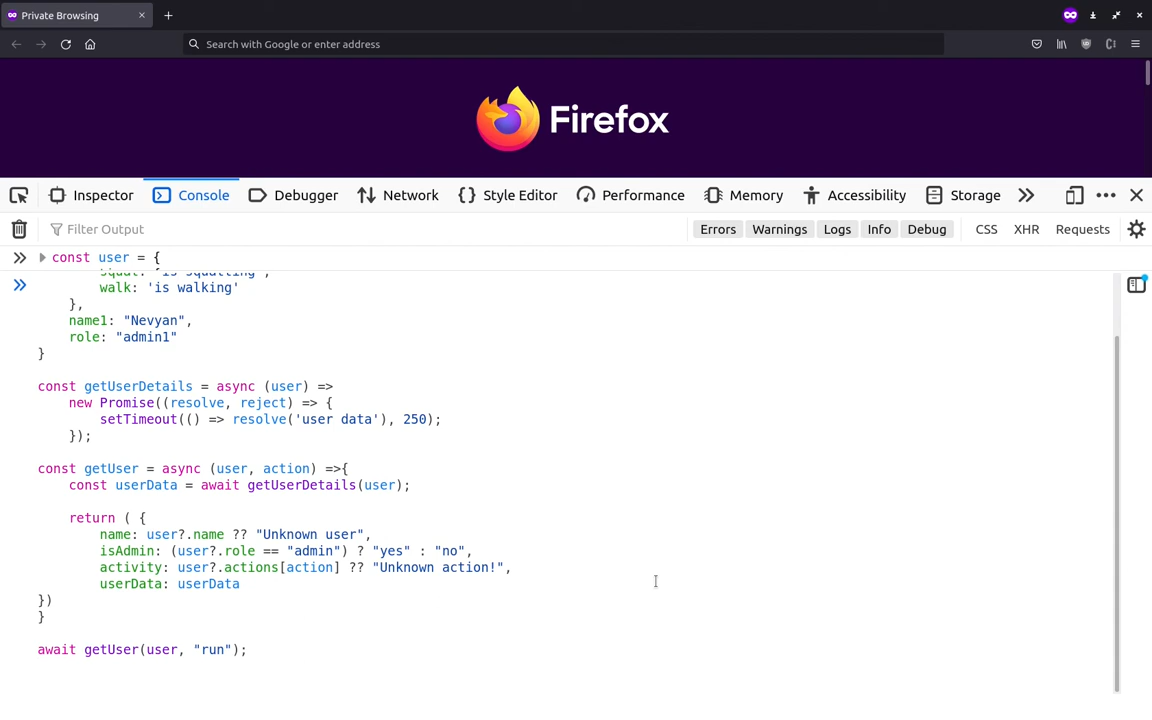 Private Browsing
Search with Google or enter address
Firefox
Inspector Console Debugger Network Style Editor Performance Memory Accessibility Storage
Filter Output Errors Warnings Logs Info Debug CSS XHR Requests
const user = {
squat: 'is squatting',
walk: 'is walking'
},
name1: "Nevyan",
role: "admin1"
}
const getUserDetails = async (user) =>
new Promise((resolve, reject) => {
setTimeout(() => resolve('user data'), 250);
});
const getUser = async (user, action) =>{
const userData = await getUserDetails(user);
return ( {
name: user?.name ?? "Unknown user",
isAdmin: (user?.role == "admin") ? "yes" : "no",
activity: user?.actions[action] ?? "Unknown action!",
userData: userData
})
}
await getUser(user, "run");